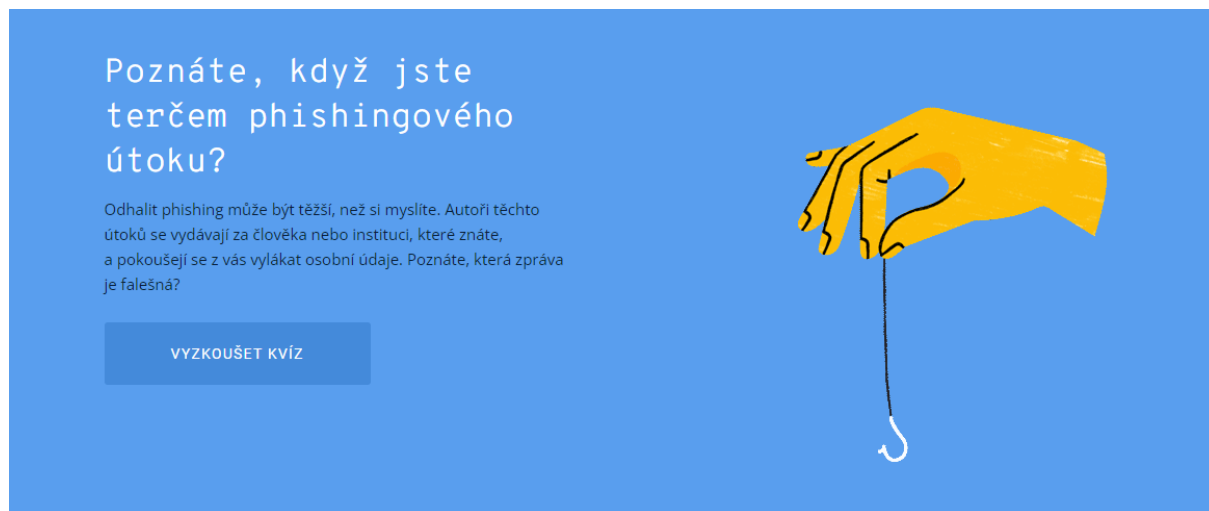 Poznáte, když jste
terčem phishingového
útoku?
Odhalit phishing může být těžší, než si myslíte. Autoři těchto
útoků se vydávají za člověka nebo instituci, které znáte,
a pokoušejí se z vás vylákat osobní údaje. Poznáte, která zpráva
je falešná?
VYZKOUŠET KVÍZ